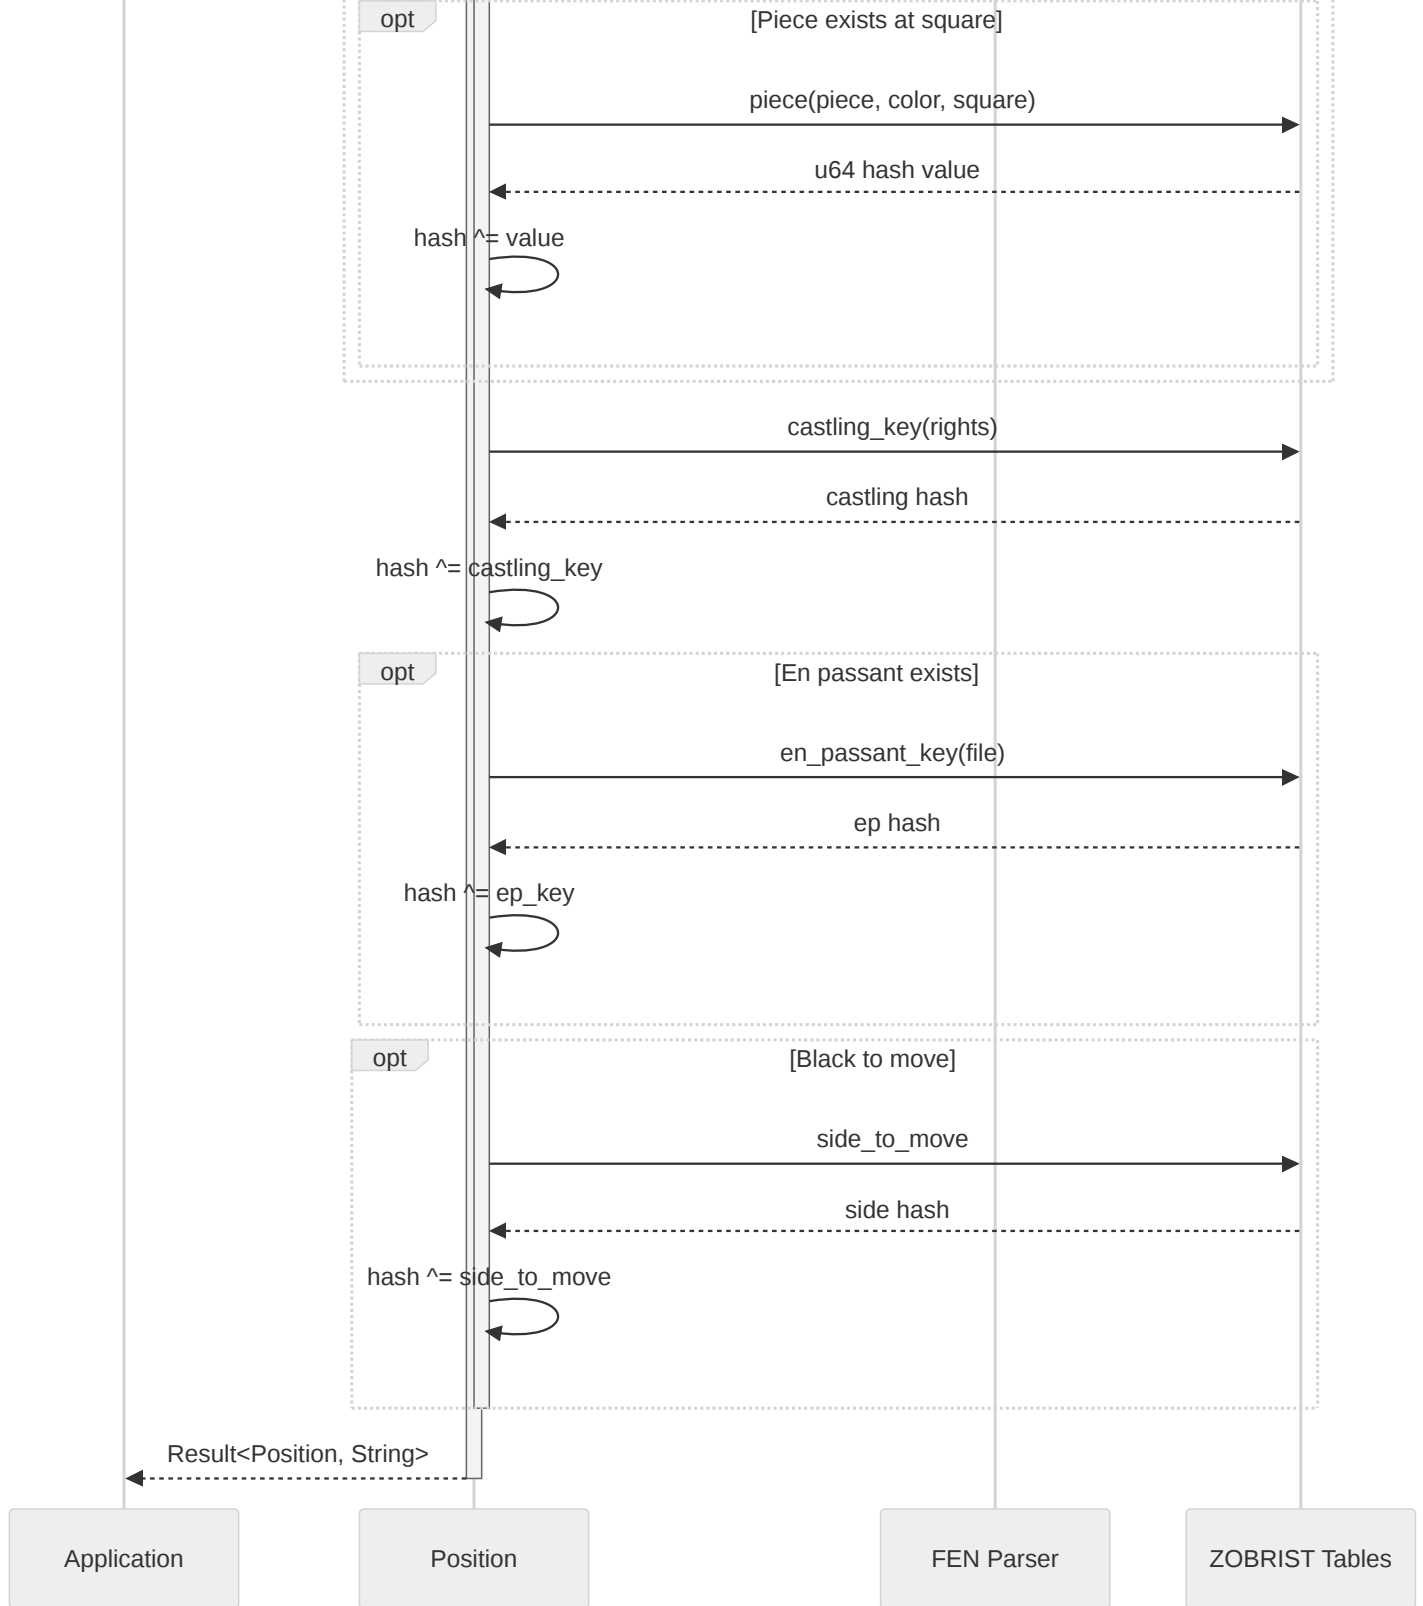 opt
[Piece exists at square]
piece(piece, color, square)
u64 hash value
hash ^= value
castling_key(rights)
castling hash
hash ^= castling_key
opt
[En passant exists]
en_passant_key(file)
ep hash
hash ^= ep_key
opt
[Black to move]
side_to_move
side hash
hash ^= side_to_move
Result<Position, String>
Application
Position
FEN Parser
ZOBRIST Tables